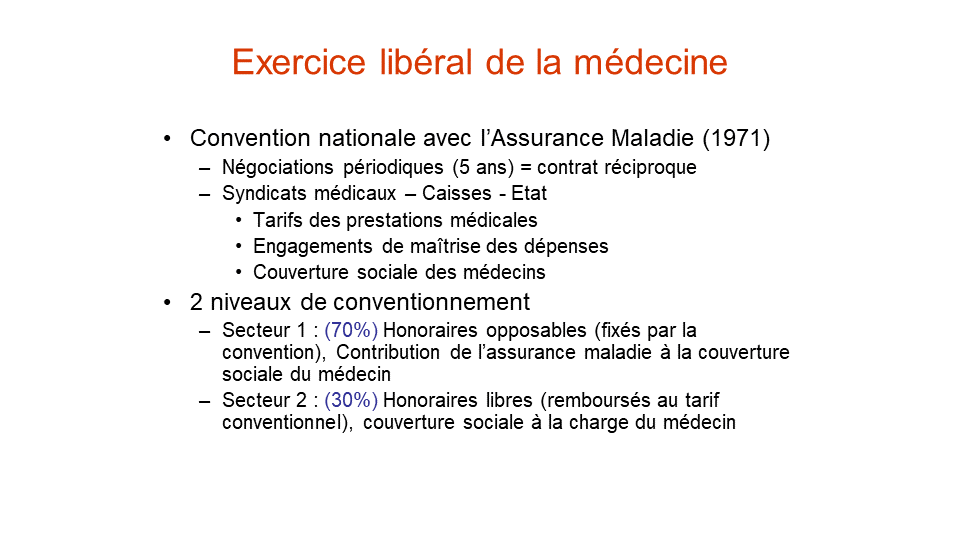 Exercice libéral de la médecine
• Convention nationale avec l’Assurance Maladie (1971)
– Négociations périodiques (5 ans) = contrat réciproque
– Syndicats médicaux – Caisses - Etat
• Tarifs des prestations médicales
• Engagements de maîtrise des dépenses
• Couverture sociale des médecins
• 2 niveaux de conventionnement
– Secteur 1 : (70%) Honoraires opposables (fixés par la
convention), Contribution de l’assurance maladie à la couverture
sociale du médecin
– Secteur 2 : (30%) Honoraires libres (remboursés au tarif
conventionnel), couverture sociale à la charge du médecin